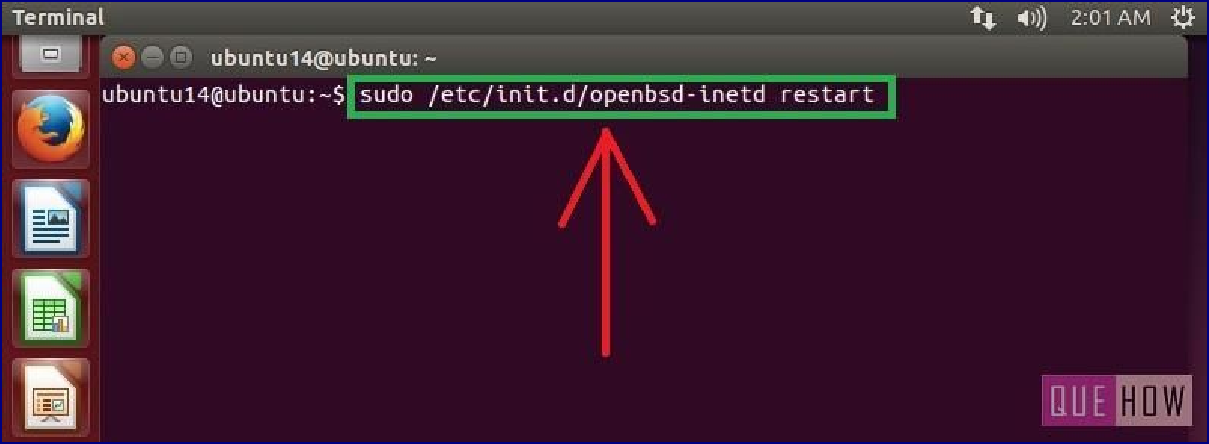 Terminal 2:01 AM
ubuntu14@ubuntu: ~
ubuntu14@ubuntu:~$ sudo /etc/init.d/openbsd-inetd restart
QUE HOW